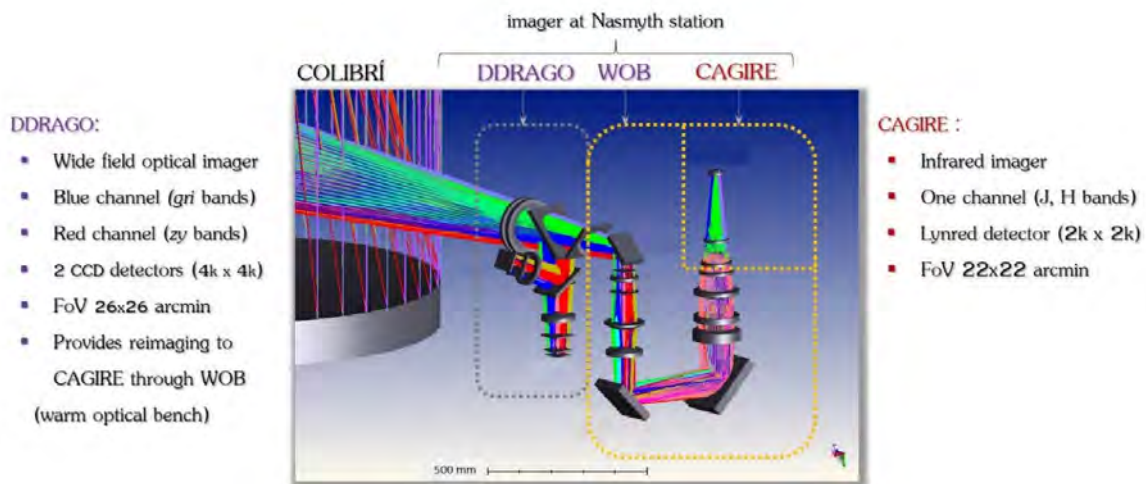 imager at Nasmyth station
COLIBRÍ
DDRAGO
WOB
CAGIRE
DDRAGO:
Wide field optical imager
Blue channel (gri bands)
Red channel (zy bands)
2 CCD detectors (4k x 4k)
FoV 26x26 arcmin
Provides reimaging to
CAGIRE through WOB
(warm optical bench)
CAGIRE :
Infrared imager
One channel (J, H bands)
Lynred detector (2k x 2k)
FoV 22x22 arcmin
500 mm